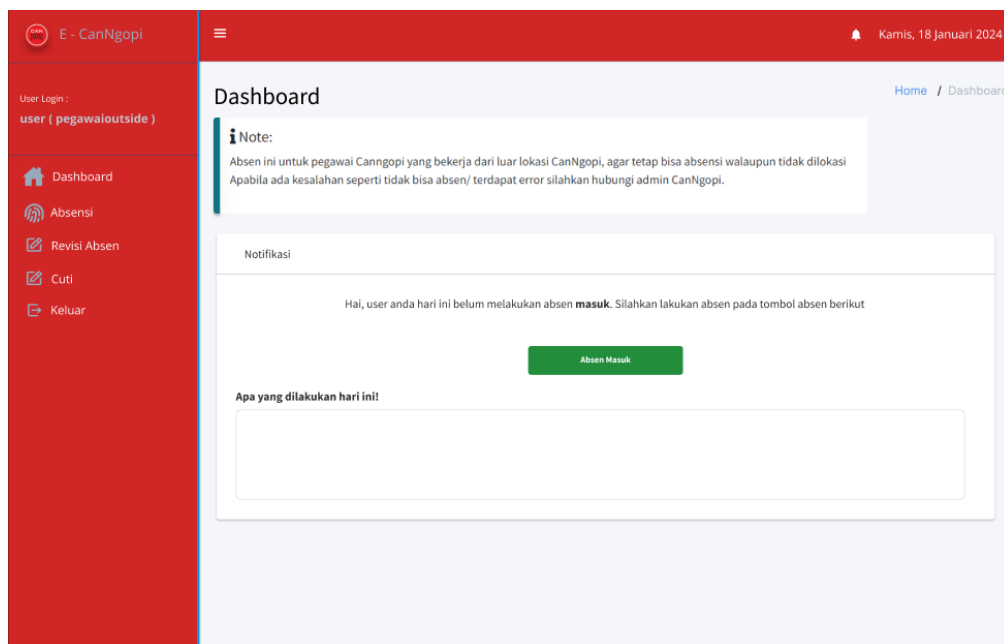 E - CanNgopi
Kamis, 18 Januari 2024
User Login :
user ( pegawaioutside )
Dashboard
Absensi
Revisi Absen
Cuti
Keluar
Dashboard
Home / Dashboard
Note:
Absen ini untuk pegawai Canngopi yang bekerja dari luar lokasi CanNgopi, agar tetap bisa absensi walaupun tidak dilokasi
Apabila ada kesalahan seperti tidak bisa absen/ terdapat error silahkan hubungi admin CanNgopi.
Notifikasi
Hai, user anda hari ini belum melakukan absen masuk. Silahkan lakukan absen pada tombol absen berikut
Absen Masuk
Apa yang dilakukan hari ini!